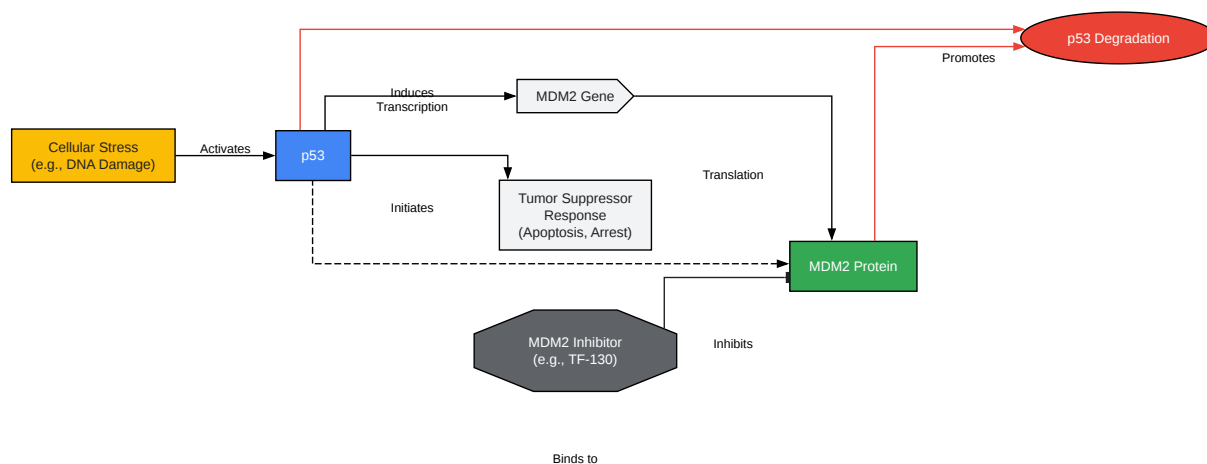 p53 Degradation
Promotes
Induces
Transcription
MDM2 Gene
Cellular Stress
(e.g., DNA Damage)
Activates
p53
Translation
Tumor Suppressor
Response
(Apoptosis, Arrest)
Initiates
MDM2 Protein
MDM2 Inhibitor
(e.g., TF-130)
Inhibits
Binds to